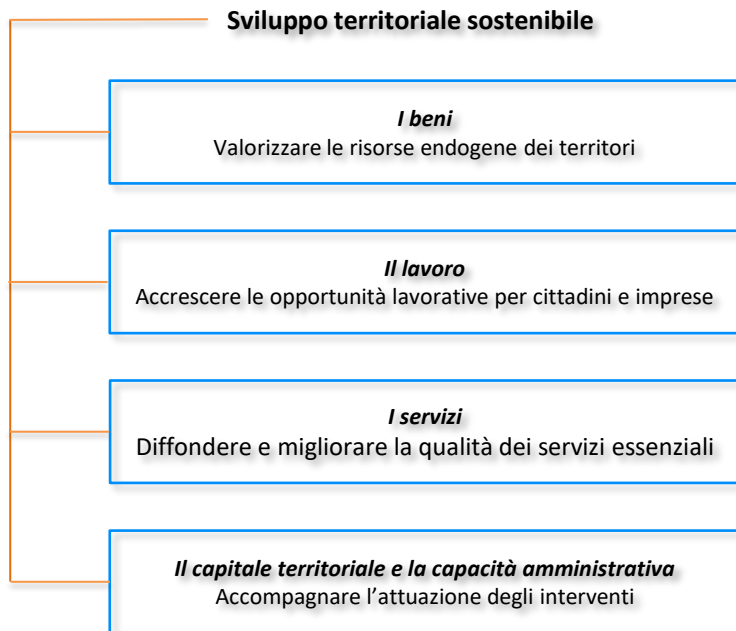 Sviluppo territoriale sostenibile
I beni
Valorizzare le risorse endogene dei territori
Il lavoro
Accrescere le opportunità lavorative per cittadini e imprese
I servizi
Diffondere e migliorare la qualità dei servizi essenziali
Il capitale territoriale e la capacità amministrativa
Accompagnare l’attuazione degli interventi